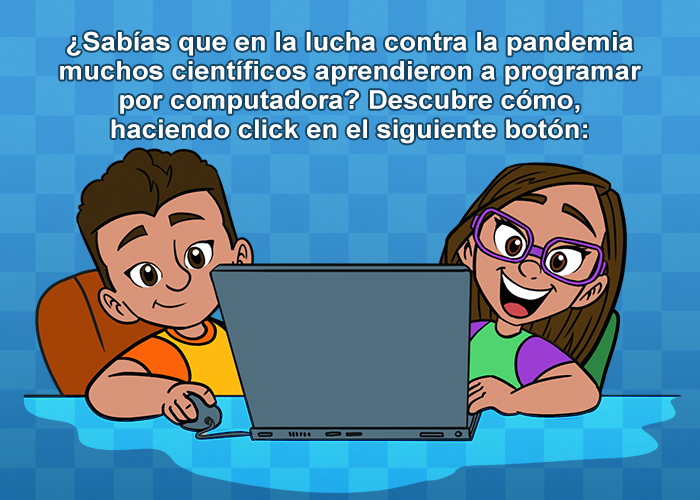 ¿Sabías que en la lucha contra la pandemia
muchos científicos aprendieron a programar
por computadora? Descubre cómo,
haciendo click en el siguiente botón: